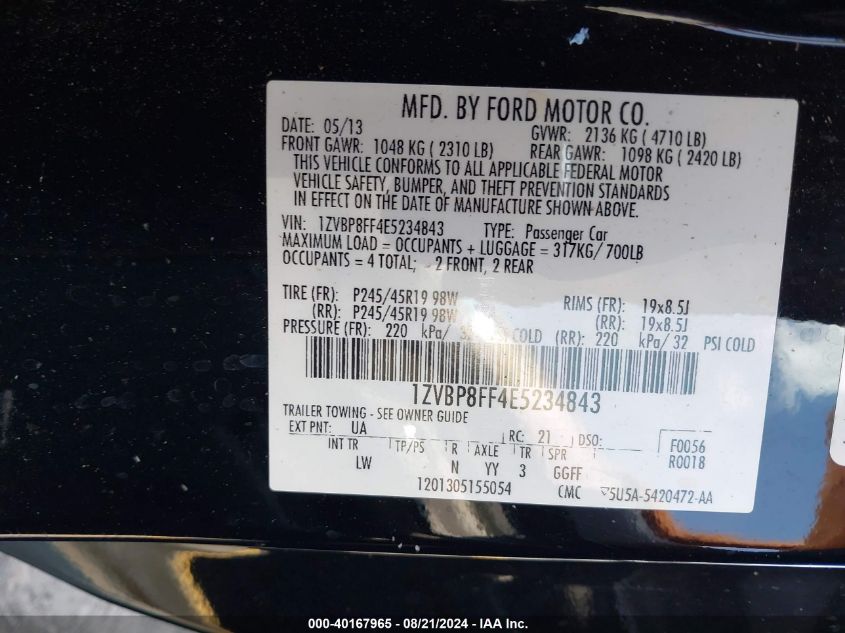 MFD. BY FORD MOTOR CO.
DATE: 05/13 GVWR: 2136 KG ( 4710 LB)
FRONT GAWR: 1048 KG ( 2310 LB) REAR GAWR: 1098 KG ( 2420 LB)
THIS VEHICLE CONFORMS TO ALL APPLICABLE FEDERAL MOTOR
VEHICLE SAFETY, BUMPER, AND THEFT PREVENTION STANDARDS
IN EFFECT ON THE DATE OF MANUFACTURE SHOWN ABOVE.
VIN: 1ZVBP8FF4E5234843 TYPE: Passenger Car
MAXIMUM LOAD = OCCUPANTS + LUGGAGE = 317KG/700LB
OCCUPANTS = 4 TOTAL; 2 FRONT, 2 REAR
TIRE (FR): P245/45R19 98W RIMS (FR): 19x8.5J
(RR): P245/45R19 98W (RR): 19x8.5J
PRESSURE (FR): 220 kPa/ COLD (RR): 220 kPa/ 32 PSI COLD
1ZVBP8FF4E5234843
TRAILER TOWING - SEE OWNER GUIDE
EXT PNT: UA RC: 21 DSO: F0056
INT TR TP/PS R AXLE TR SPR R0018
LW N YY 3 GGFF
1201305155054 CMC 5U5A-5420472-AA
000-40167965 - 08/21/2024 - IAA Inc.